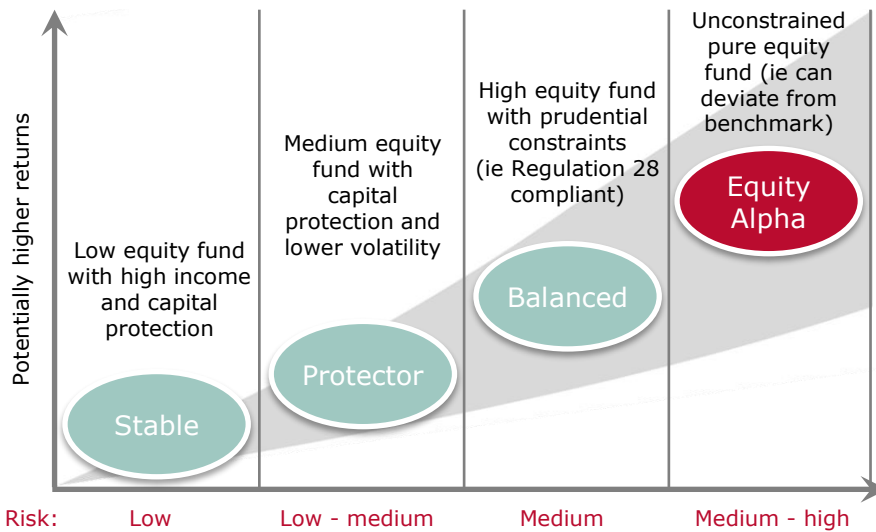 Potentially higher returns
Low equity fund
with high income
and capital
protection
Stable
Medium equity
fund with
capital
protection and
lower volatility
Protector
High equity fund
with prudential
constraints
(ie Regulation 28
compliant)
Balanced
Unconstrained
pure equity
fund (ie can
deviate from
benchmark)
Equity
Alpha
Risk: Low Low - medium Medium Medium - high